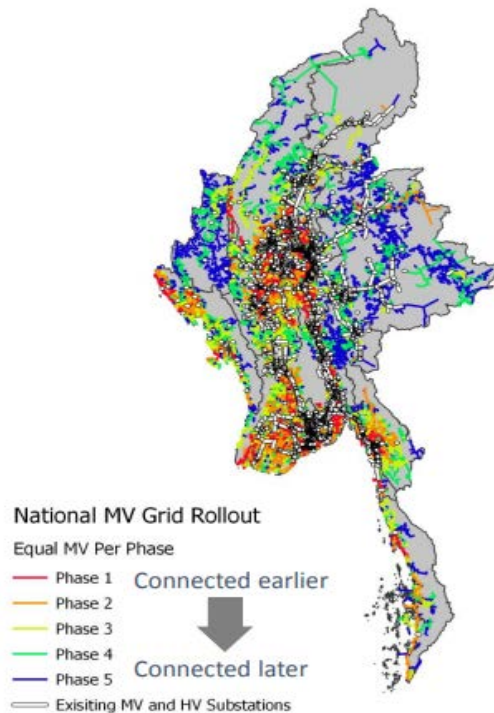 National MV Grid Rollout
Equal MV Per Phase
Phase 1 Connected earlier
Phase 2
Phase 3
Phase 4
Connected later
Phase 5
Exisiting MV and HV Substations